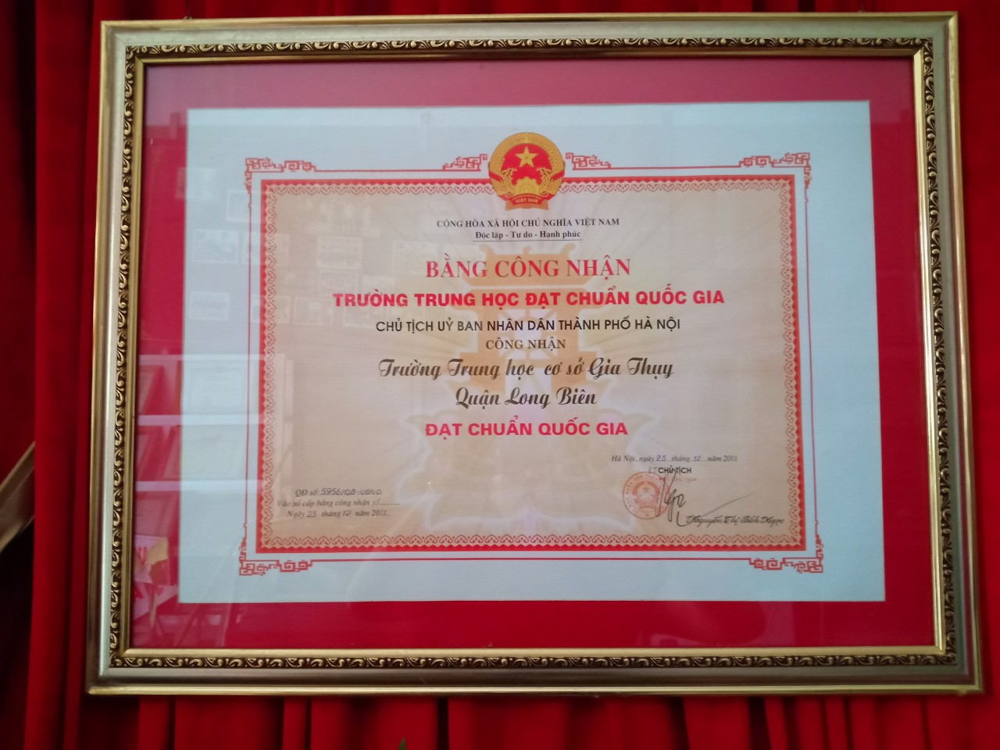 VIỆT NAM
CỘNG HÒA XÃ HỘI CHỦ NGHĨA VIỆT NAM
Độc lập - Tự do - Hạnh phúc
BẰNG CÔNG NHẬN
TRƯỜNG TRUNG HỌC ĐẠT CHUẨN QUỐC GIA
CHỦ TỊCH UỶ BAN NHÂN DÂN THÀNH PHỐ HÀ NỘI
CÔNG NHẬN
Trường Trung học cơ sở Gia Thụy
Quận Long Biên
ĐẠT CHUẨN QUỐC GIA
Hà Nội, ngày 23 tháng 12 năm 2011
CHỦ TỊCH
QĐ số: 5956/QĐ-UBND
Vào sổ cấp bằng công nhận số
Ngày 23 tháng 12 năm 2011
Nguyễn Thị Bích Ngọc